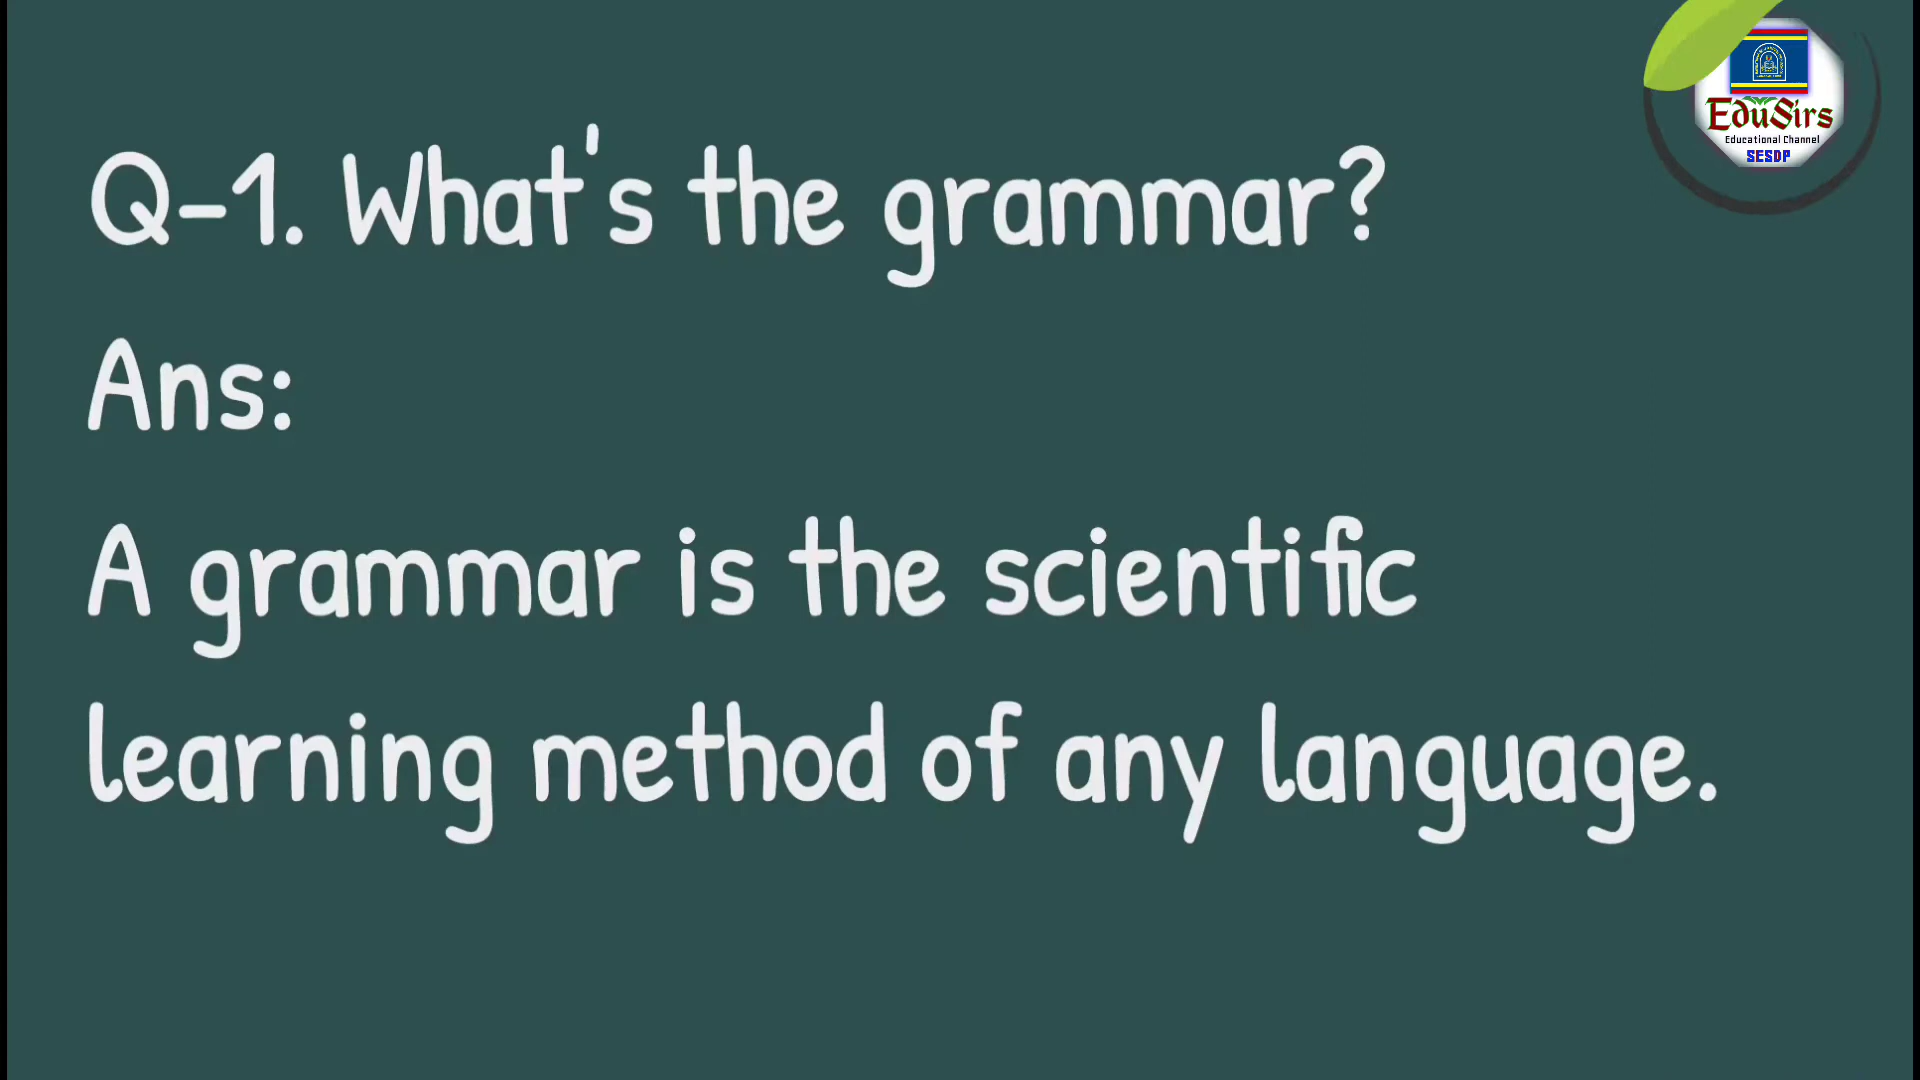 Q-1. What's the grammar?
Ans:
A grammar is the scientific
learning method of any language.
EduSirs
Educational Channel
SESDP